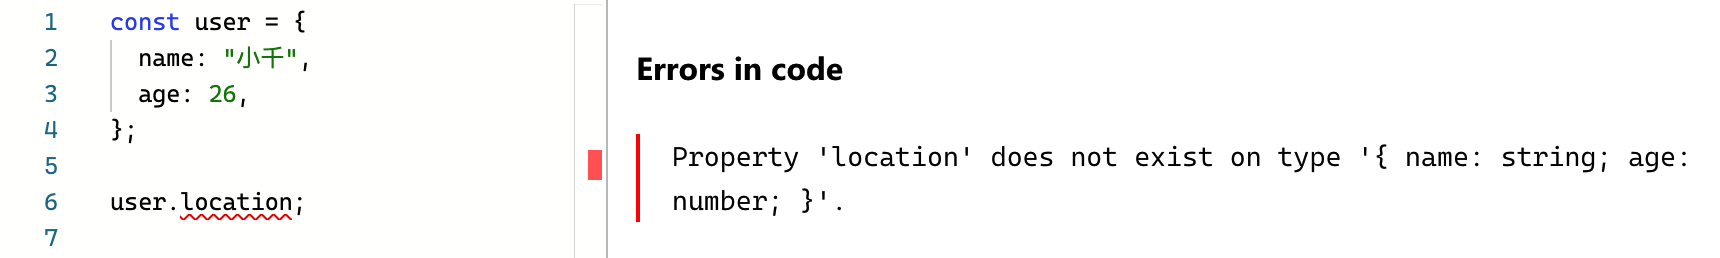 1 const user = {
2 name: "小千",
3 age: 26,
4 };
5
6 user.location;
7
Errors in code
Property 'location' does not exist on type '{ name: string; age:
number; }'.